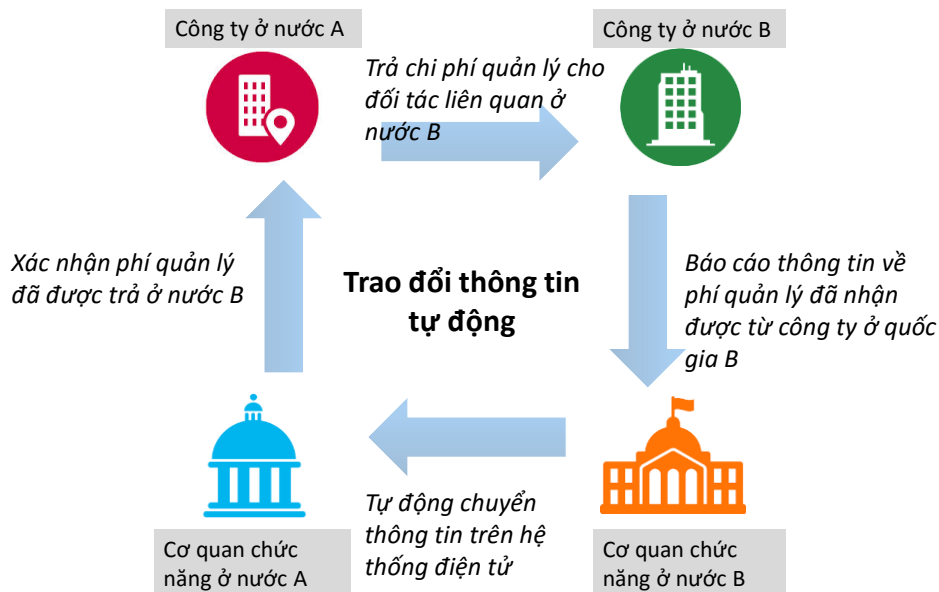 Công ty ở nước A
Công ty ở nước B
Trả chi phí quản lý cho
đối tác liên quan ở
nước B
Xác nhận phí quản lý
đã được trả ở nước B
Trao đổi thông tin
tự động
Báo cáo thông tin về
phí quản lý đã nhận
được từ công ty ở quốc
gia B
Tự động chuyển
thông tin trên hệ
thống điện tử
Cơ quan chức
năng ở nước A
Cơ quan chức
năng ở nước B